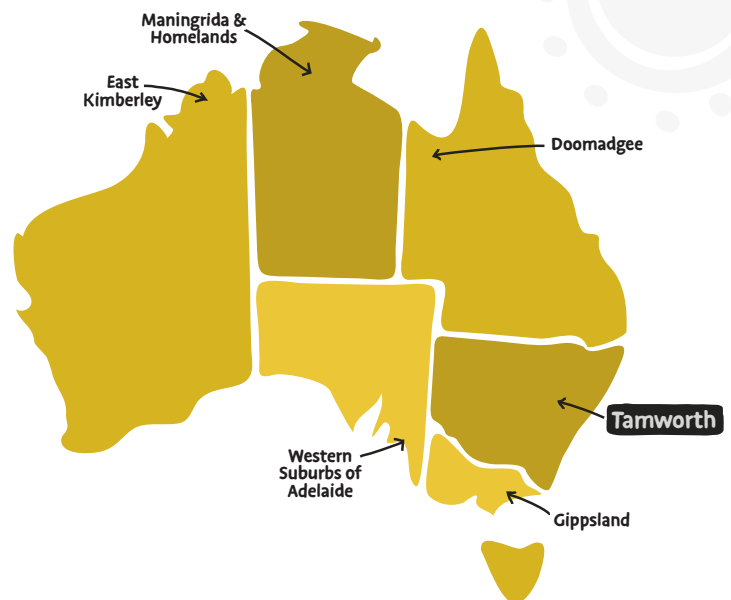 Maningrida &
Homelands
East
Kimberley
Doomadgee
Tamworth
Western
Suburbs of
Adelaide
Gippsland